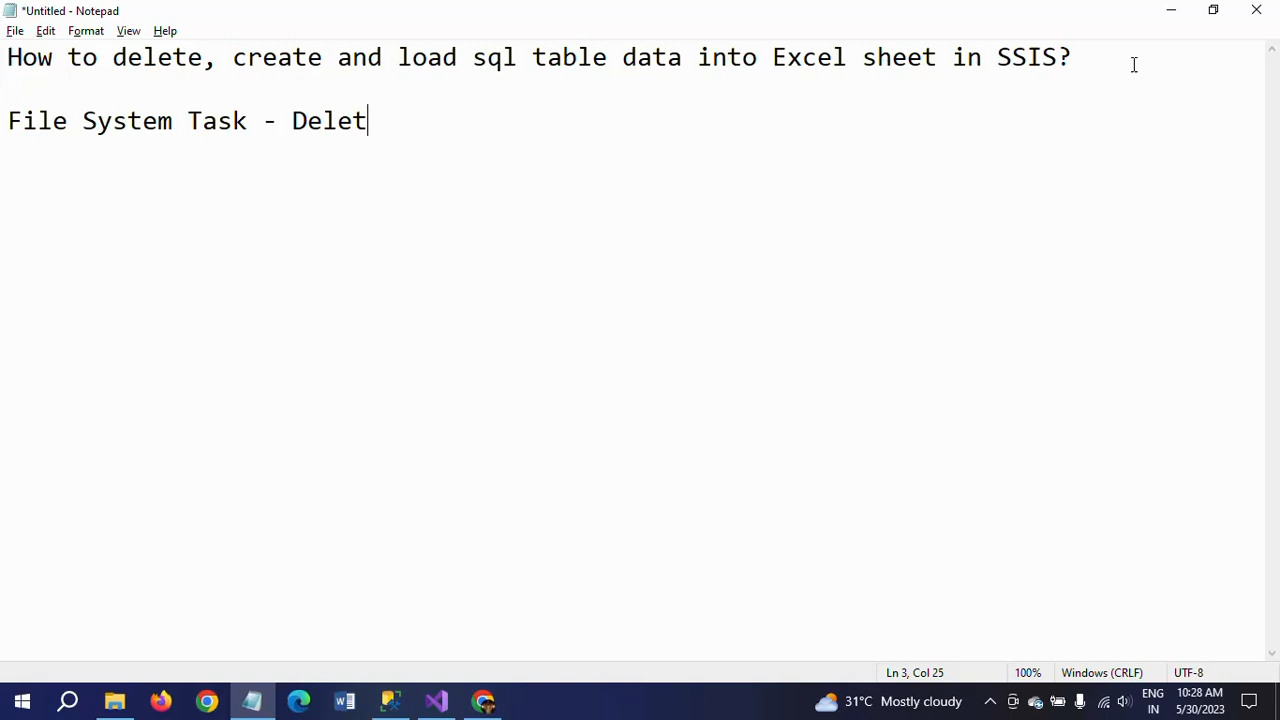 *Untitled - Notepad
File Edit Format View Help
How to delete, create and load sql table data into Excel sheet in SSIS?
File System Task - Delet
Ln 3, Col 25 100% Windows (CRLF) UTF-8
31°C Mostly cloudy ENG IN 10:28 AM 5/30/2023